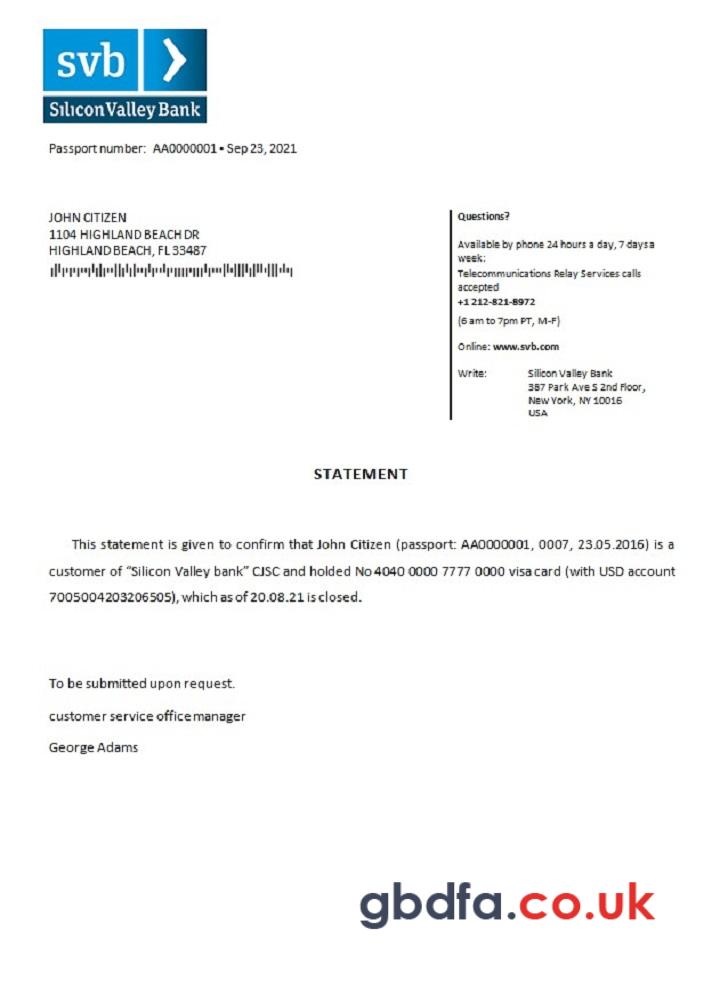 svb
Silicon Valley Bank
Passport number: AA0000001 • Sep 23, 2021
JOHN CITIZEN
1104 HIGHLAND BEACH DR
HIGHLAND BEACH, FL 33487
Questions?
Available by phone 24 hours a day, 7 days a
week:
Telecommunications Relay Services calls
accepted
+1 212-821-8972
(6 am to 7pm PT, M-F)
Online: www.svb.com
Write: Silicon Valley Bank
387 Park Ave S 2nd Floor,
New York, NY 10016
USA
STATEMENT
This statement is given to confirm that John Citizen (passport: AA0000001, 0007, 23.05.2016) is a
customer of “Silicon Valley bank” CJSC and holded No 4040 0000 7777 0000 visa card (with USD account
7005004203206505), which as of 20.08.21 is closed.
To be submitted upon request.
customer service office manager
George Adams
gbdfa.co.uk